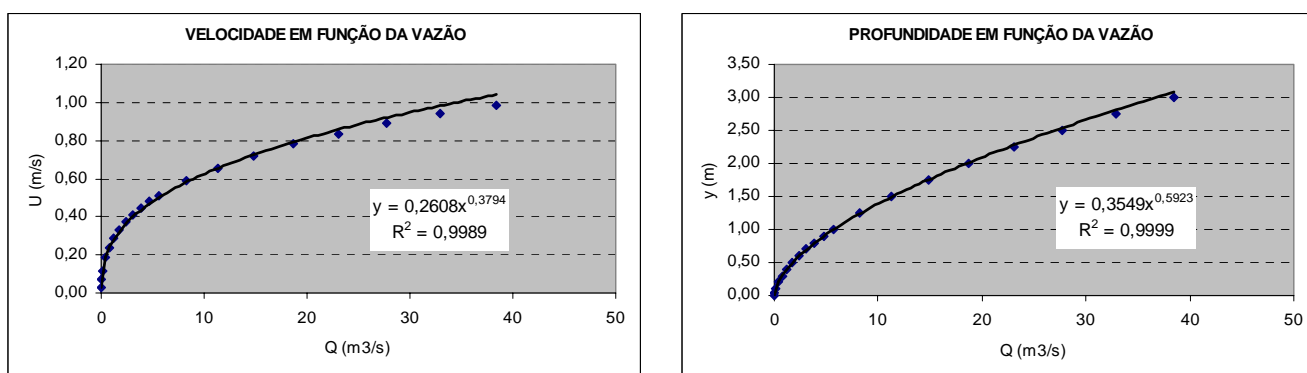 VELOCIDADE EM FUNÇÃO DA VAZÃO
1,20
1,00
0,80
0,60
0,40
0,20
0,00
U (m/s)
y = 0,2608x^0,3794
R² = 0,9989
0 10 20 30 40 50
Q (m3/s)
PROFUNDIDADE EM FUNÇÃO DA VAZÃO
3,50
3,00
2,50
2,00
1,50
1,00
0,50
0,00
y (m)
y = 0,3549x^0,5923
R² = 0,9999
0 10 20 30 40 50
Q (m3/s)